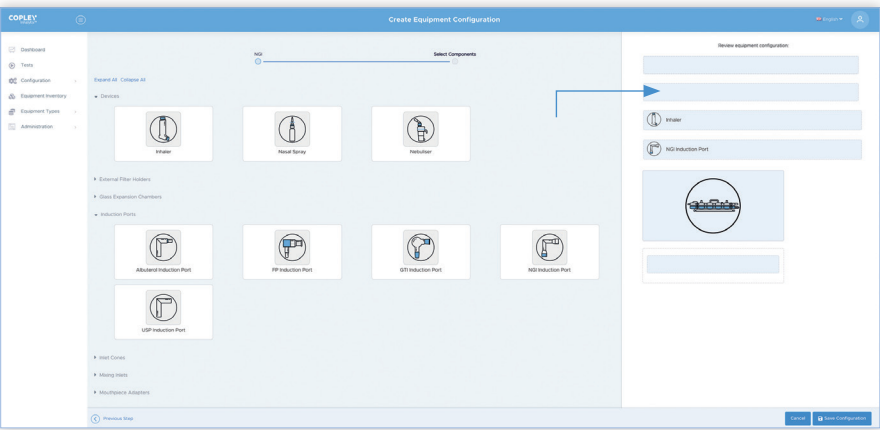 COPLEY
Create Equipment Configuration
English
Dashboard
Tests
Configuration
Equipment Inventory
Equipment Types
Administration
NGI
Select Components
Expand All Collapse All
Devices
Inhaler
Nasal Spray
Nebuliser
External Filter Holders
Glass Expansion Chambers
Induction Ports
Albuterol Induction Port
FP Induction Port
GTI Induction Port
NGI Induction Port
USP Induction Port
Inlet Cones
Mixing Inlets
Mouthpiece Adapters
Previous Step
Review equipment configuration:
Inhaler
NGI Induction Port
Cancel
Save Configuration